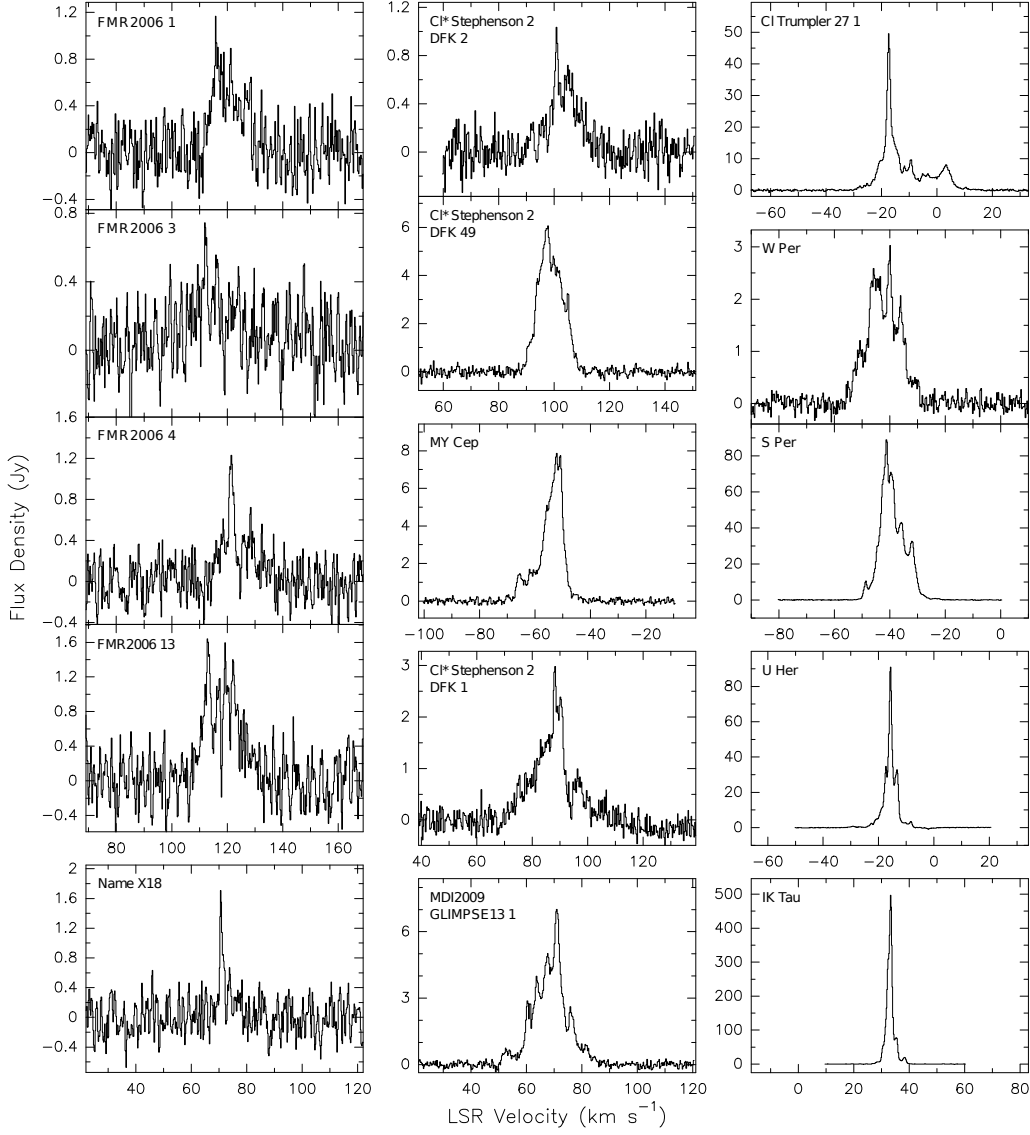 FMR2006 1
1.2
0.8
0.4
0
−0.4
FMR2006 3
0.8
0.4
0
FMR2006 4
1.6
1.2
0.8
0.4
0
−0.4
FMR2006 13
1.6
1.2
0.8
0.4
0
−0.4
80 100 120 140 160
Name X18
2
1.6
1.2
0.8
0.4
0
−0.4
40 60 80 100 120
Cl* Stephenson 2
DFK 2
1.2
0.8
0.4
0
Cl* Stephenson 2
DFK 49
6
4
2
0
60 80 100 120 140
MY Cep
8
6
4
2
0
−100 −80 −60 −40 −20
Cl* Stephenson 2
DFK 1
3
2
1
0
40 60 80 100 120
MDI2009
GLIMPSE13 1
6
3
0
40 60 80 100 120
Cl Trumpler 27 1
50
40
30
20
10
0
−60 −40 −20 0 20
W Per
3
2
1
0
S Per
80
60
40
20
0
−80 −60 −40 −20 0
U Her
80
60
40
20
0
−60 −40 −20 0 20
IK Tau
500
400
300
200
100
0
0 20 40 60 80
Flux Density (Jy)
LSR Velocity (km s⁻¹)